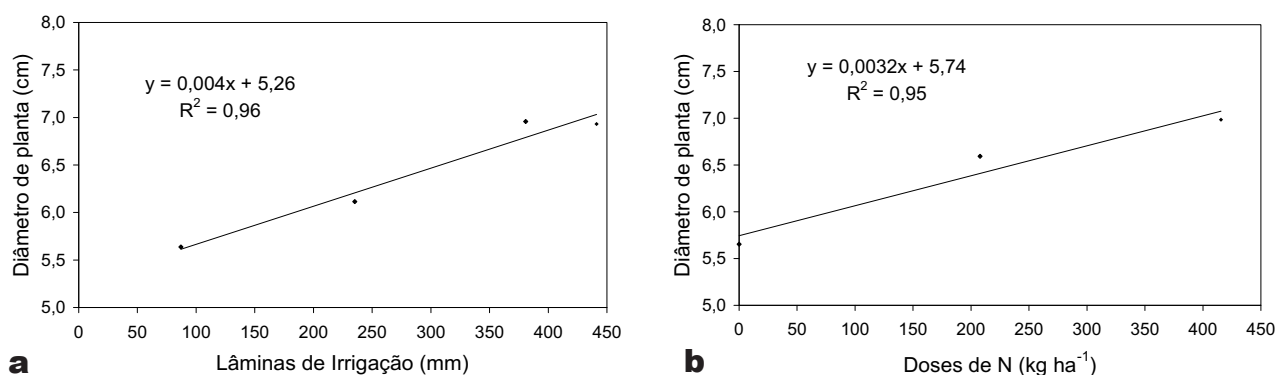 8,0
7,5
7,0
6,5
6,0
5,5
5,0
0 50 100 150 200 250 300 350 400 450
Diâmetro de planta (cm)
y = 0,004x + 5,26
R² = 0,96
Lâminas de Irrigação (mm)
a
8,0
7,5
7,0
6,5
6,0
5,5
5,0
0 50 100 150 200 250 300 350 400 450
Diâmetro de planta (cm)
y = 0,0032x + 5,74
R² = 0,95
Doses de N (kg ha⁻¹)
b